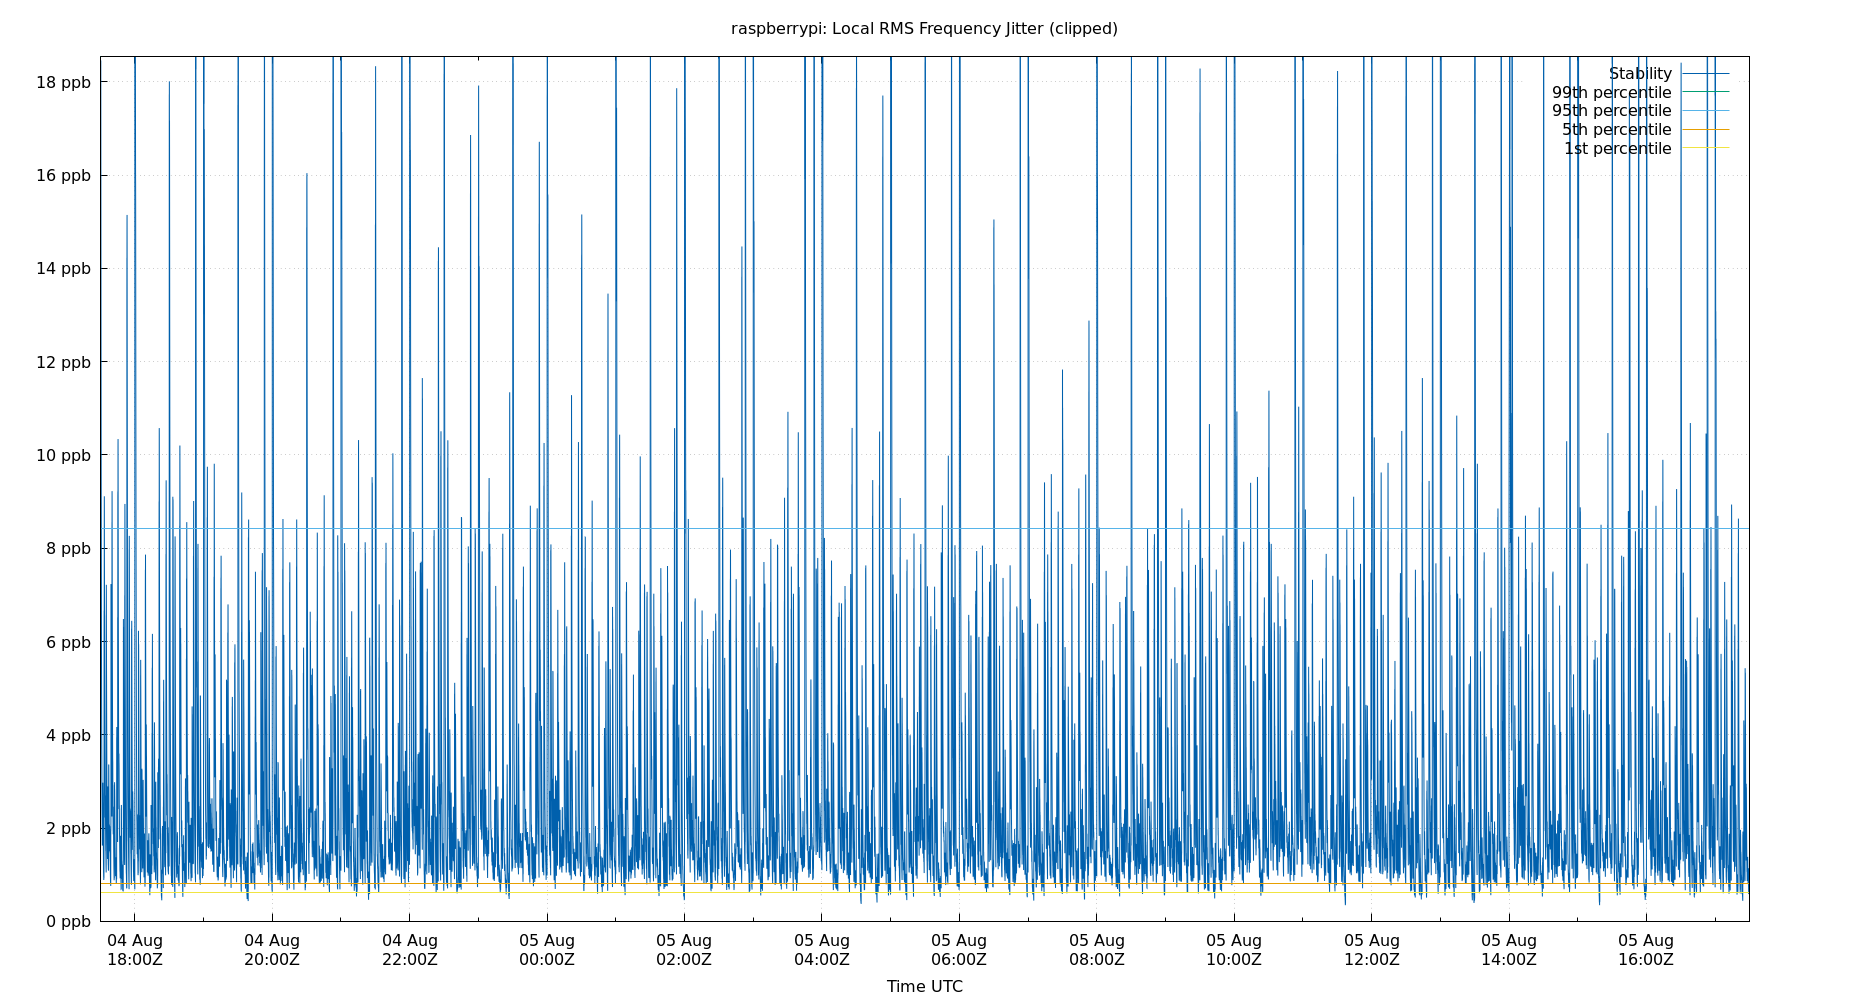 raspberrypi: Local RMS Frequency Jitter (clipped)
Stability
99th percentile
95th percentile
5th percentile
1st percentile
18 ppb
16 ppb
14 ppb
12 ppb
10 ppb
8 ppb
6 ppb
4 ppb
2 ppb
0 ppb
04 Aug 04 Aug 04 Aug 05 Aug 05 Aug 05 Aug 05 Aug 05 Aug 05 Aug 05 Aug 05 Aug 05 Aug
18:00Z 20:00Z 22:00Z 00:00Z 02:00Z 04:00Z 06:00Z 08:00Z 10:00Z 12:00Z 14:00Z 16:00Z
Time UTC